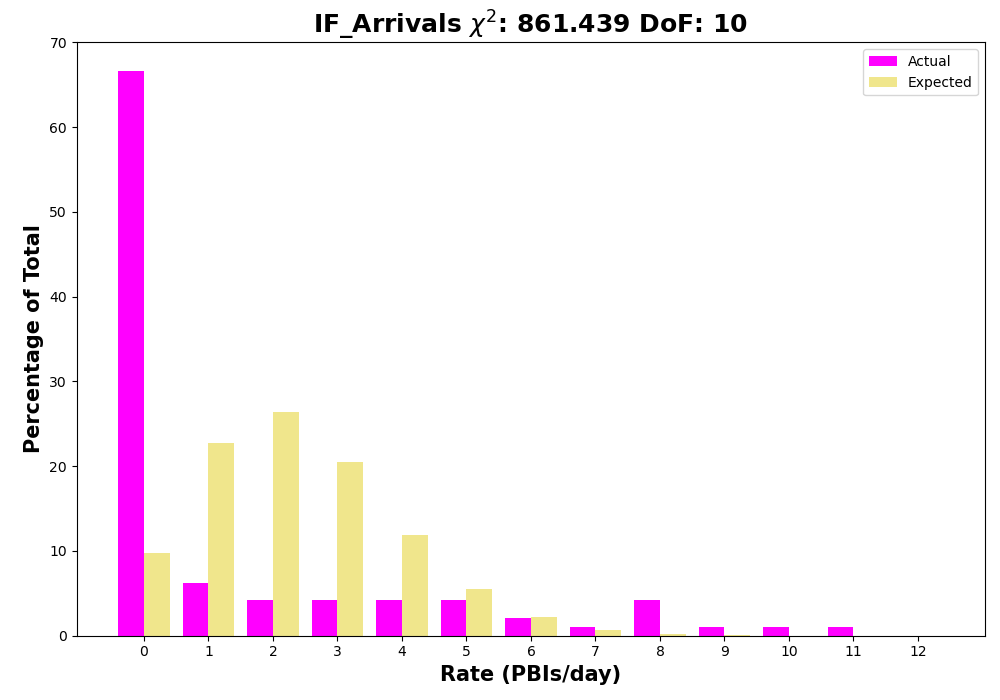 IF_Arrivals χ²: 861.439 DoF: 10
Actual
Expected
Percentage of Total
70
60
50
40
30
20
10
0
0 1 2 3 4 5 6 7 8 9 10 11 12
Rate (PBIs/day)